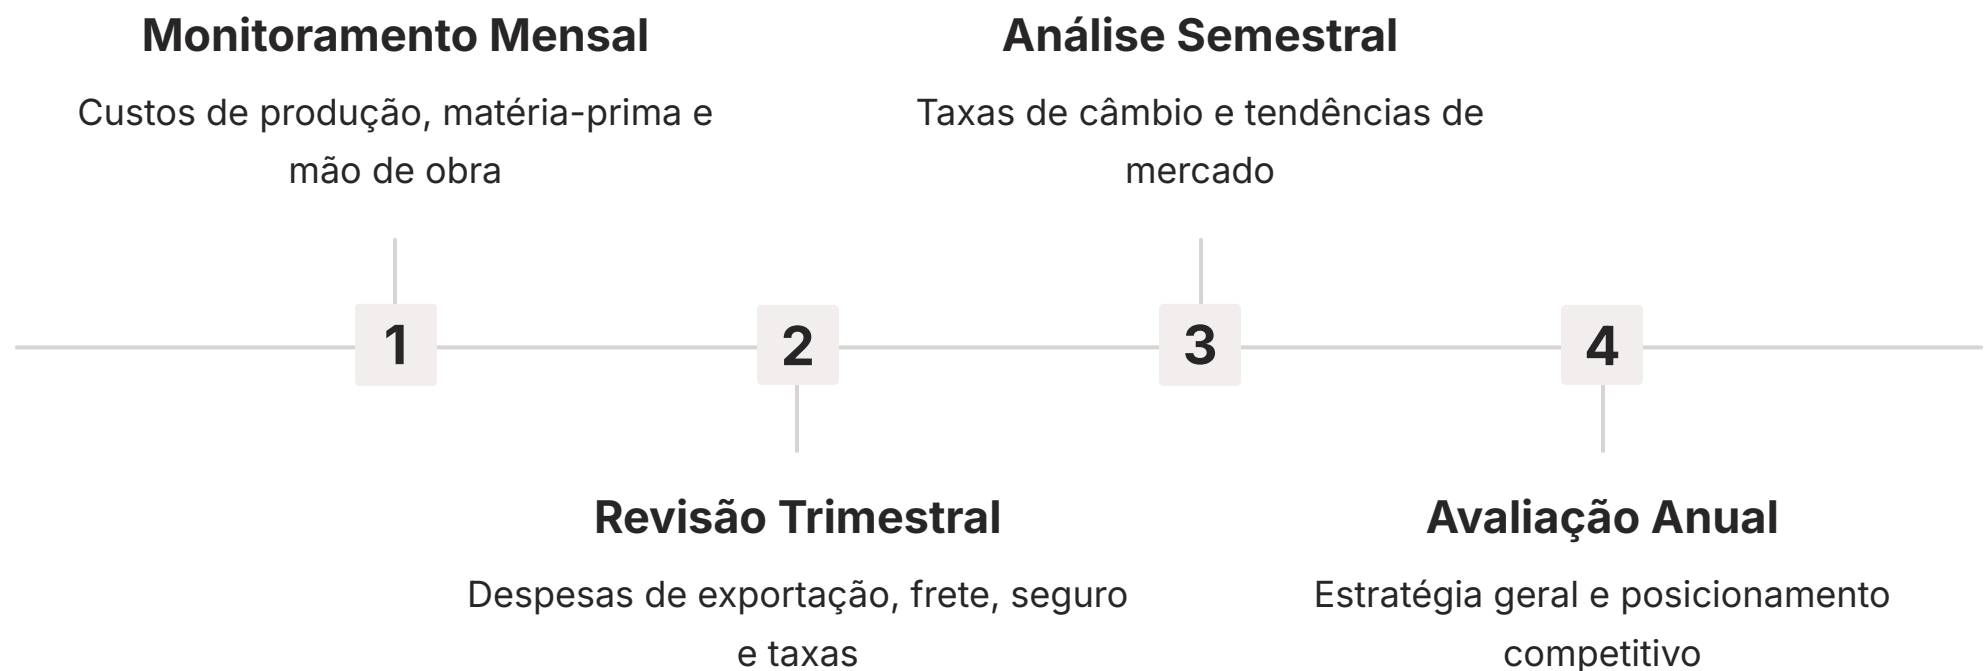 Monitoramento Mensal
Custos de produção, matéria-prima e
mão de obra
Análise Semestral
Taxas de câmbio e tendências de
mercado
1
2
3
4
Revisão Trimestral
Despesas de exportação, frete, seguro
e taxas
Avaliação Anual
Estratégia geral e posicionamento
competitivo